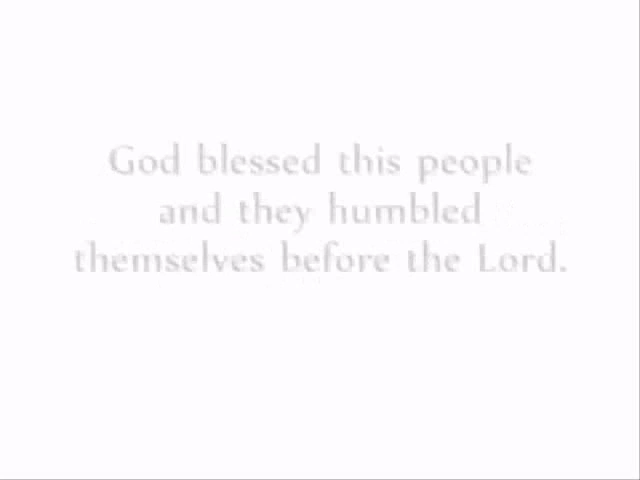 God blessed this people
and they humbled
themselves before the Lord.